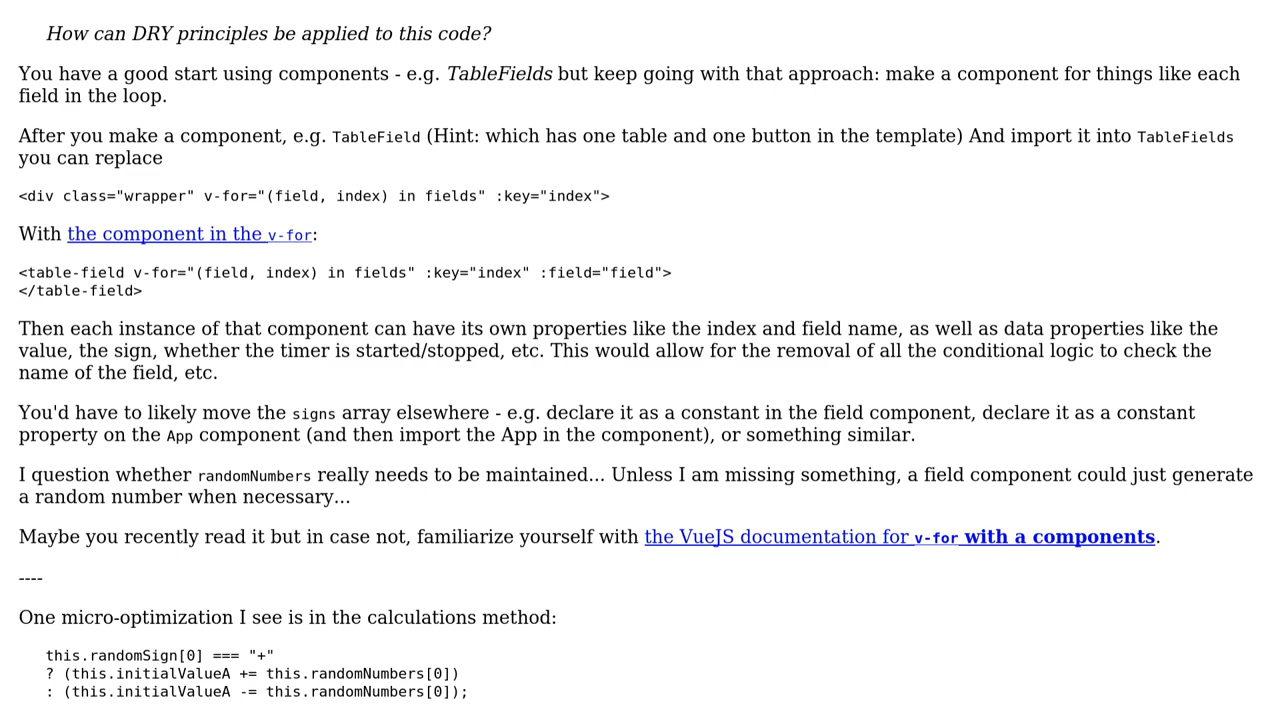 How can DRY principles be applied to this code?
You have a good start using components - e.g. TableFields but keep going with that approach: make a component for things like each
field in the loop.
After you make a component, e.g. TableField (Hint: which has one table and one button in the template) And import it into TableFields
you can replace
<div class="wrapper" v-for="(field, index) in fields" :key="index">
With the component in the v-for:
<table-field v-for="(field, index) in fields" :key="index" :field="field">
</table-field>
Then each instance of that component can have its own properties like the index and field name, as well as data properties like the
value, the sign, whether the timer is started/stopped, etc. This would allow for the removal of all the conditional logic to check the
name of the field, etc.
You'd have to likely move the signs array elsewhere - e.g. declare it as a constant in the field component, declare it as a constant
property on the App component (and then import the App in the component), or something similar.
I question whether randomNumbers really needs to be maintained... Unless I am missing something, a field component could just generate
a random number when necessary...
Maybe you recently read it but in case not, familiarize yourself with the VueJS documentation for v-for with a components.
----
One micro-optimization I see is in the calculations method:
this.randomSign[0] === "+"
? (this.initialValueA += this.randomNumbers[0])
: (this.initialValueA -= this.randomNumbers[0]);